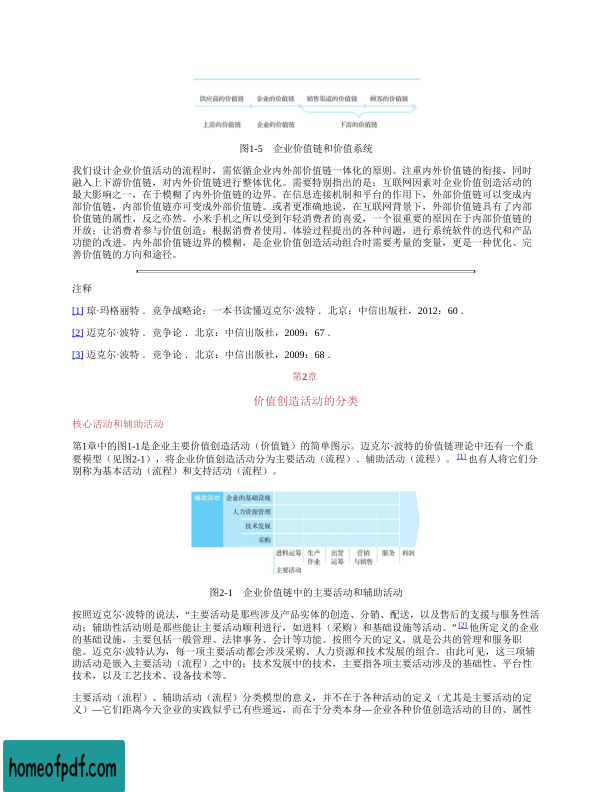 供应商的价值链 企业的价值链 销售渠道的价值链 顾客的价值链
上游的价值链 企业的价值链 下游的价值链
图1-5 企业价值链和价值系统
我们设计企业价值活动的流程时，需依循企业内外部价值链一体化的原则。注重内外价值链的衔接，同时
融入上下游价值链，对内外价值链进行整体优化。需要特别指出的是：互联网因素对企业价值创造活动的
最大影响之一，在于模糊了内外价值链的边界。在信息连接机制和平台的作用下，外部价值链可以变成内
部价值链，内部价值链亦可变成外部价值链。或者更准确地说，在互联网背景下，外部价值链具有了内部
价值链的属性，反之亦然。小米手机之所以受到年轻消费者的喜爱，一个很重要的原因在于内部价值链的
开放：让消费者参与价值创造；根据消费者使用、体验过程提出的各种问题，进行系统软件的迭代和产品
功能的改进。内外部价值链边界的模糊，是企业价值创造活动组合时需要考量的变量，更是一种优化、完
善价值链的方向和途径。
注释
[1] 琼·玛格丽特．竞争战略论：一本书读懂迈克尔·波特．北京：中信出版社，2012：60．
[2] 迈克尔·波特．竞争论．北京：中信出版社，2009：67．
[3] 迈克尔·波特．竞争论．北京：中信出版社，2009：68．
第2章
价值创造活动的分类
核心活动和辅助活动
第1章中的图1-1是企业主要价值创造活动（价值链）的简单图示。迈克尔·波特的价值链理论中还有一个重
要模型（见图2-1），将企业价值创造活动分为主要活动（流程）、辅助活动（流程）。[1]也有人将它们分
别称为基本活动（流程）和支持活动（流程）。
辅助活动 企业的基础设施
人力资源管理
技术发展
采购
进料运筹 生产作业 出货运筹 营销与销售 服务 利润
主要活动
图2-1 企业价值链中的主要活动和辅助活动
按照迈克尔·波特的说法，“主要活动是那些涉及产品实体的创造、分销、配送，以及售后的支援与服务性活
动；辅助性活动则是那些能让主要活动顺利进行，如进料（采购）和基础设施等活动。”[2]他所定义的企业
的基础设施，主要包括一般管理、法律事务、会计等功能。按照今天的定义，就是公共的管理和服务职
能。迈克尔·波特认为，每一项主要活动都会涉及采购、人力资源和技术发展的组合。由此可见，这三项辅
助活动是嵌入主要活动（流程）之中的；技术发展中的技术，主要指各项主要活动涉及的基础性、平台性
技术，以及工艺技术、设备技术等。
主要活动（流程）、辅助活动（流程）分类模型的意义，并不在于各种活动的定义（尤其是主要活动的定
义）—它们距离今天企业的实践似乎已有些遥远，而在于分类本身—企业各种价值创造活动的目的、属性
homeofpdf.com